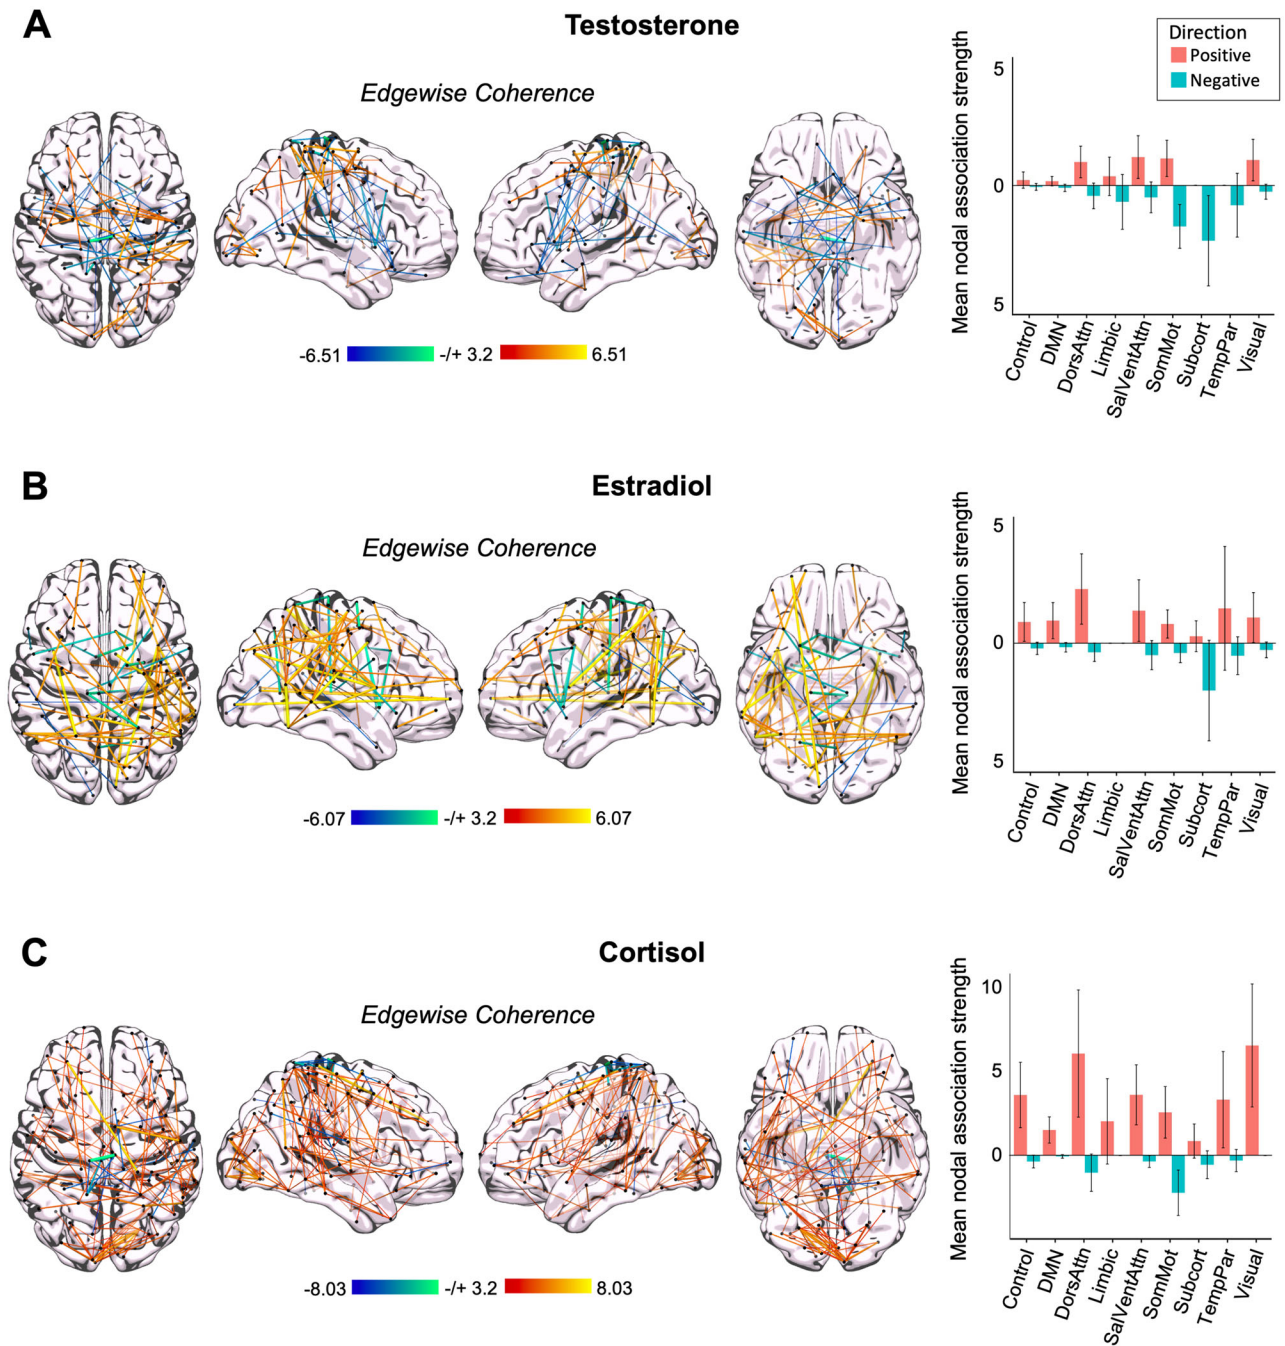 A
Testosterone
Edgewise Coherence
-6.51
-/+ 3.2
6.51
Direction
Positive
Negative
Mean nodal association strength
5
0
5
Control
DMN
DorsAttn
Limbic
SalVentAttn
SomMot
Subcort
TempPar
Visual
B
Estradiol
Edgewise Coherence
-6.07
-/+ 3.2
6.07
Mean nodal association strength
5
0
5
Control
DMN
DorsAttn
Limbic
SalVentAttn
SomMot
Subcort
TempPar
Visual
C
Cortisol
Edgewise Coherence
-8.03
-/+ 3.2
8.03
Mean nodal association strength
10
5
0
Control
DMN
DorsAttn
Limbic
SalVentAttn
SomMot
Subcort
TempPar
Visual